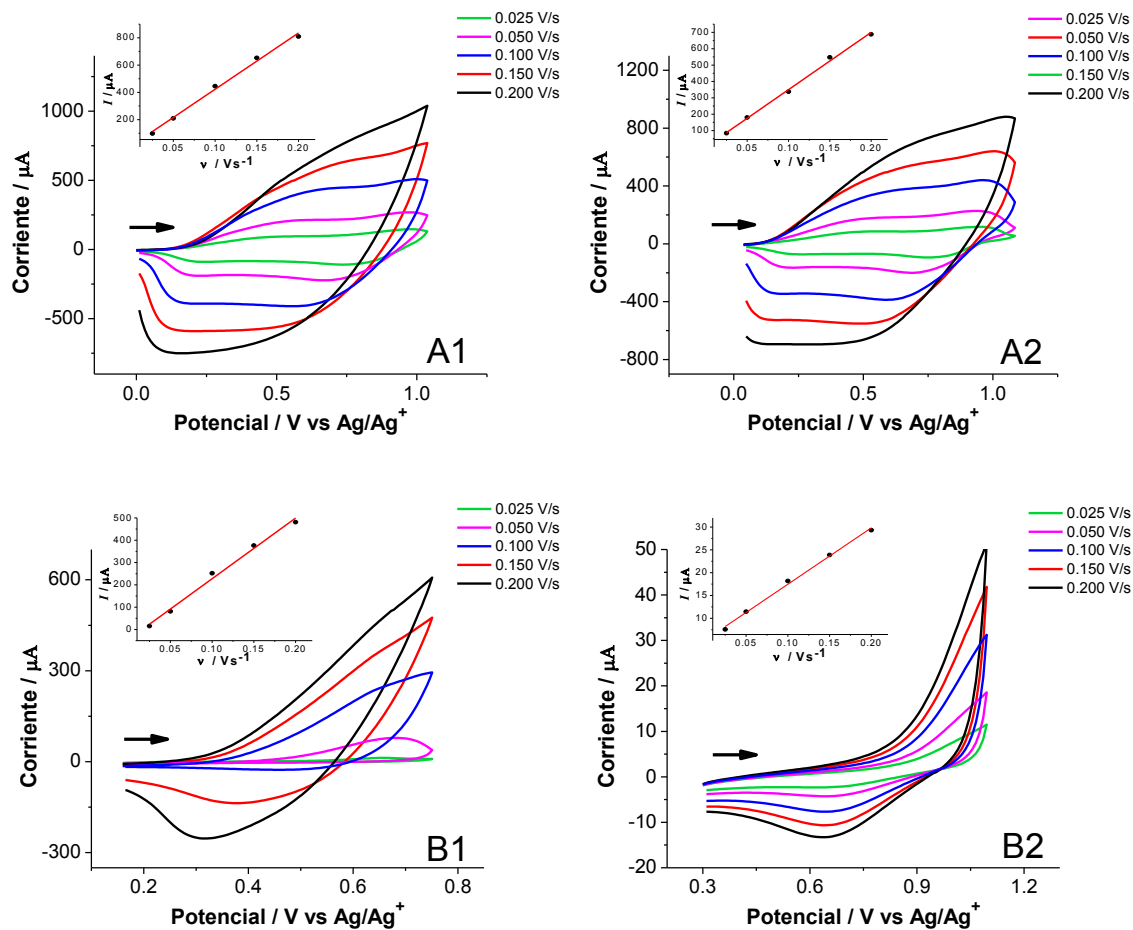 800
600
400
200
0.05
0.10
0.15
0.20
I / µA
ν / Vs-1
0.025 V/s
0.050 V/s
0.100 V/s
0.150 V/s
0.200 V/s
1000
500
0
-500
Corriente / µA
0.0
0.5
1.0
A1
Potencial / V vs Ag/Ag+
700
600
500
400
300
200
100
0.05
0.10
0.15
0.20
I / µA
ν / Vs-1
0.025 V/s
0.050 V/s
0.100 V/s
0.150 V/s
0.200 V/s
1200
800
400
0
-400
-800
Corriente / µA
0.0
0.5
1.0
A2
Potencial / V vs Ag/Ag+
500
400
300
200
100
0
0.05
0.10
0.15
0.20
I / µA
ν / Vs-1
0.025 V/s
0.050 V/s
0.100 V/s
0.150 V/s
0.200 V/s
600
300
0
-300
Corriente / µA
0.2
0.4
0.6
0.8
B1
Potencial / V vs Ag/Ag+
30
25
20
15
10
0.05
0.10
0.15
0.20
I / µA
ν / Vs-1
0.025 V/s
0.050 V/s
0.100 V/s
0.150 V/s
0.200 V/s
50
40
30
20
10
0
-10
-20
Corriente / µA
0.3
0.6
0.9
1.2
B2
Potencial / V vs Ag/Ag+